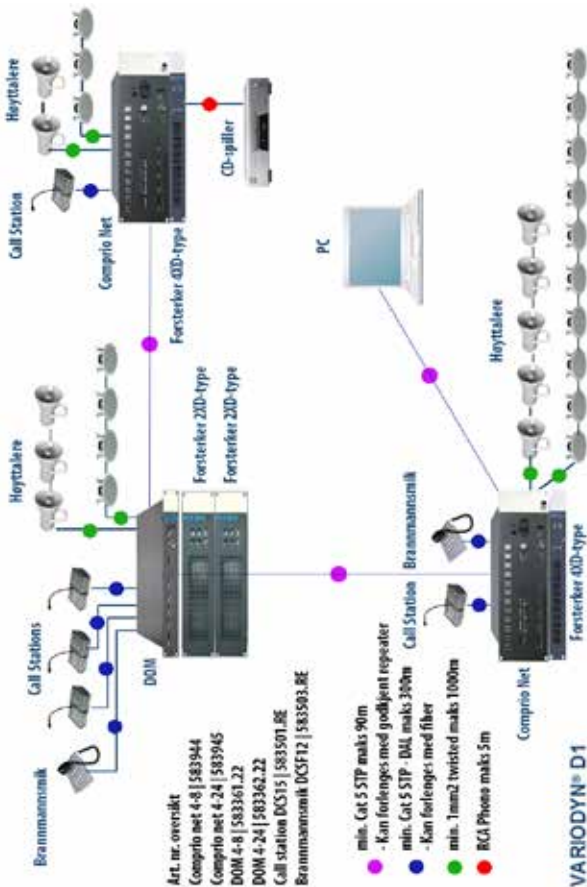 Brannmannsmik
Call Stations
Høyttalere
Call Station
Høyttalere
DOM
Forsterker 2XD-type
Forsterker 2XD-type
Comprio Net
Forsterker 4XD-type
CD-spiller
Art. nr. oversikt
Comprio net 4-8 | 583944
Comprio net 4-24 | 583945
DOM 4-8 | 583361.22
DOM 4-24 | 583362.22
Call station DCS15 | 583501.RE
Brannmannsmik DCSF12 | 583503.RE
PC
min. Cat 5 STP maks 90m
- Kan forlenges med godkjent repeater
min. Cat 5 STP - DAL maks 300m
- Kan forlenges med fiber
min. 1mm2 twisted maks 1000m
RCA Phono maks 5m
Call Station
Brannmannsmik
Høyttalere
Comprio Net
Forsterker 4XD-type
VARIODYN® D1